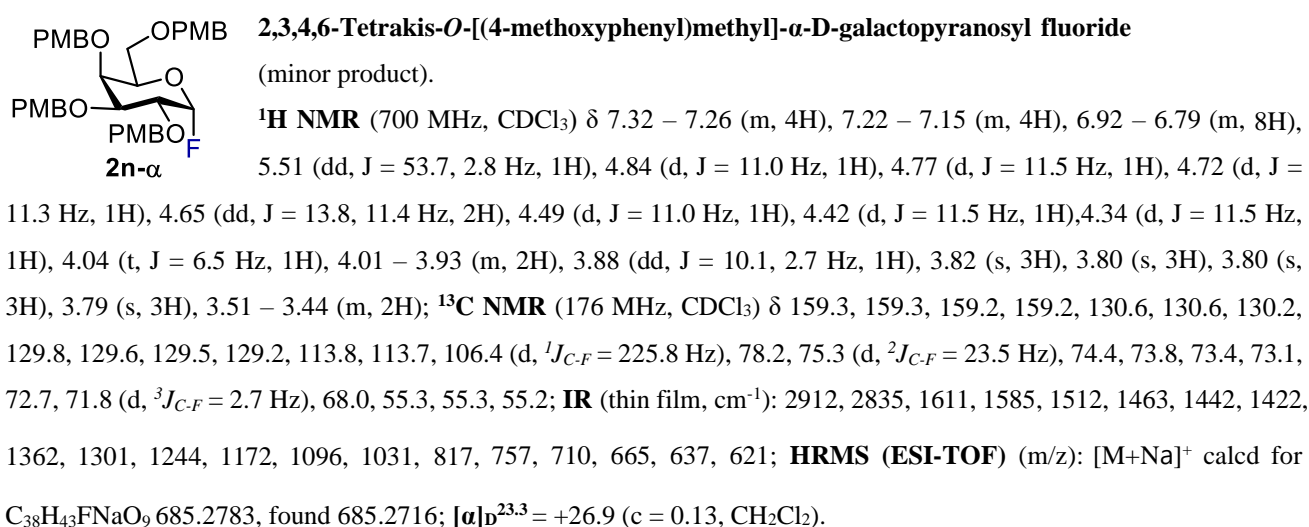 PMBO
OPMB
O
PMBO
PMBO
F
2n-α
2,3,4,6-Tetrakis-O-[(4-methoxyphenyl)methyl]-α-D-galactopyranosyl fluoride
(minor product).
¹H NMR (700 MHz, CDCl₃) δ 7.32 – 7.26 (m, 4H), 7.22 – 7.15 (m, 4H), 6.92 – 6.79 (m, 8H),
5.51 (dd, J = 53.7, 2.8 Hz, 1H), 4.84 (d, J = 11.0 Hz, 1H), 4.77 (d, J = 11.5 Hz, 1H), 4.72 (d, J =
11.3 Hz, 1H), 4.65 (dd, J = 13.8, 11.4 Hz, 2H), 4.49 (d, J = 11.0 Hz, 1H), 4.42 (d, J = 11.5 Hz, 1H),4.34 (d, J = 11.5 Hz,
1H), 4.04 (t, J = 6.5 Hz, 1H), 4.01 – 3.93 (m, 2H), 3.88 (dd, J = 10.1, 2.7 Hz, 1H), 3.82 (s, 3H), 3.80 (s, 3H), 3.80 (s,
3H), 3.79 (s, 3H), 3.51 – 3.44 (m, 2H); ¹³C NMR (176 MHz, CDCl₃) δ 159.3, 159.3, 159.2, 159.2, 130.6, 130.6, 130.2,
129.8, 129.6, 129.5, 129.2, 113.8, 113.7, 106.4 (d, ¹J_C-F = 225.8 Hz), 78.2, 75.3 (d, ²J_C-F = 23.5 Hz), 74.4, 73.8, 73.4, 73.1,
72.7, 71.8 (d, ³J_C-F = 2.7 Hz), 68.0, 55.3, 55.3, 55.2; IR (thin film, cm⁻¹): 2912, 2835, 1611, 1585, 1512, 1463, 1442, 1422,
1362, 1301, 1244, 1172, 1096, 1031, 817, 757, 710, 665, 637, 621; HRMS (ESI-TOF) (m/z): [M+Na]⁺ calcd for
C₃₈H₄₃FNaO₉ 685.2783, found 685.2716; [α]_D²³·³ = +26.9 (c = 0.13, CH₂Cl₂).